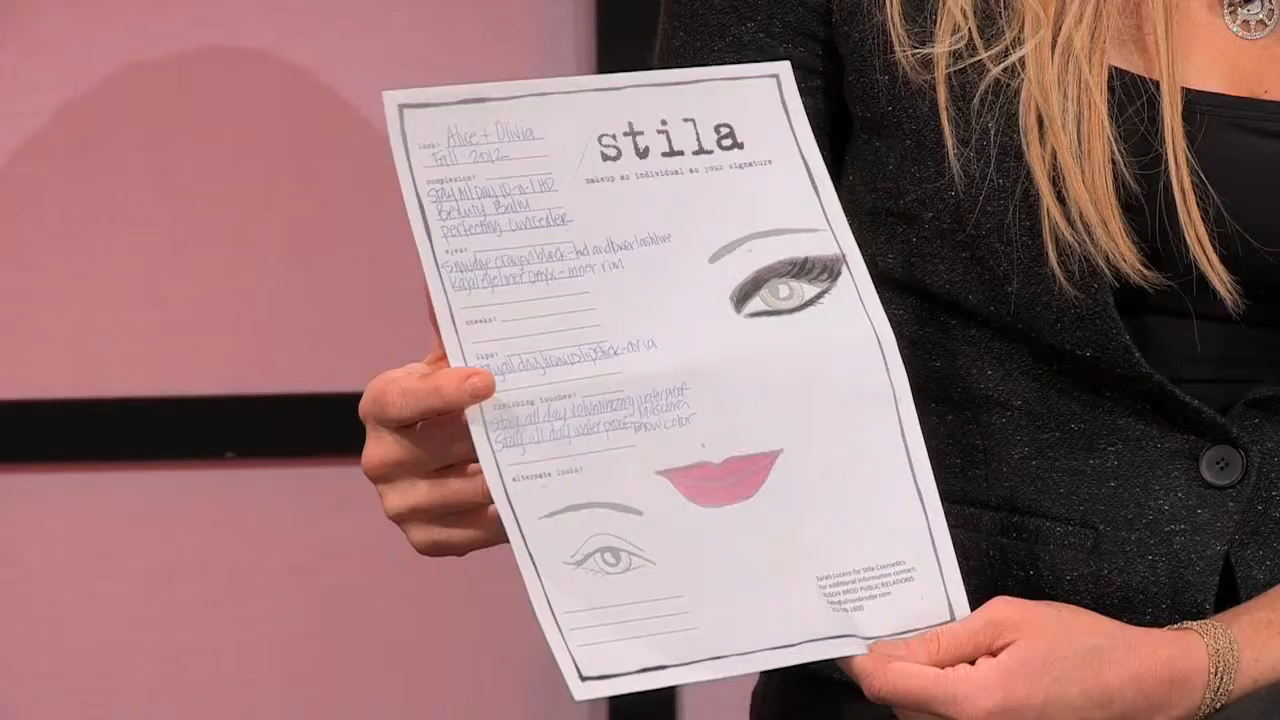 stila
makeup as individual as your signature
look: Alice + Olivia
Fall 2012
complexion:
Stay All Day 10-n-1 HD
Beauty Balm
perfecting concealer
eyes:
Smudge crayon black - lid and lower lashline
Kajal eyeliner onyx - inner rim
cheeks:
lips:
stay all day liquid lipstick - aria
finishing touches:
Stay all day waterproof
mascara
Stay all day waterproof brow color
alternate looks:
Sarah Lucero for Stila Cosmetics
for additional information contact:
ALISON BROD PUBLIC RELATIONS